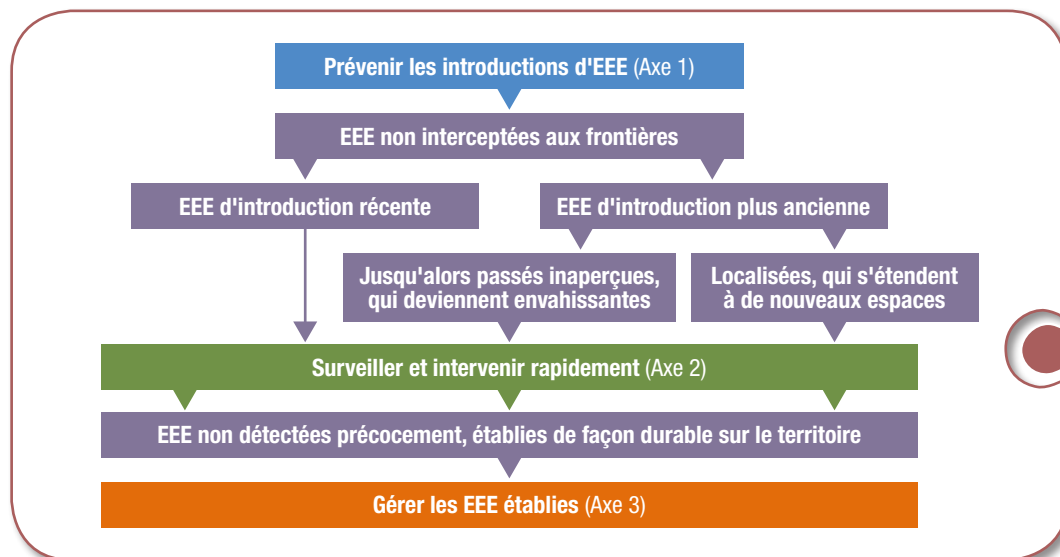 Prévenir les introductions d'EEE (Axe 1)
EEE non interceptées aux frontières
EEE d'introduction récente
EEE d'introduction plus ancienne
Jusqu'alors passés inaperçues,
qui deviennent envahissantes
Localisées, qui s'étendent
à de nouveaux espaces
Surveiller et intervenir rapidement (Axe 2)
EEE non détectées précocement, établies de façon durable sur le territoire
Gérer les EEE établies (Axe 3)